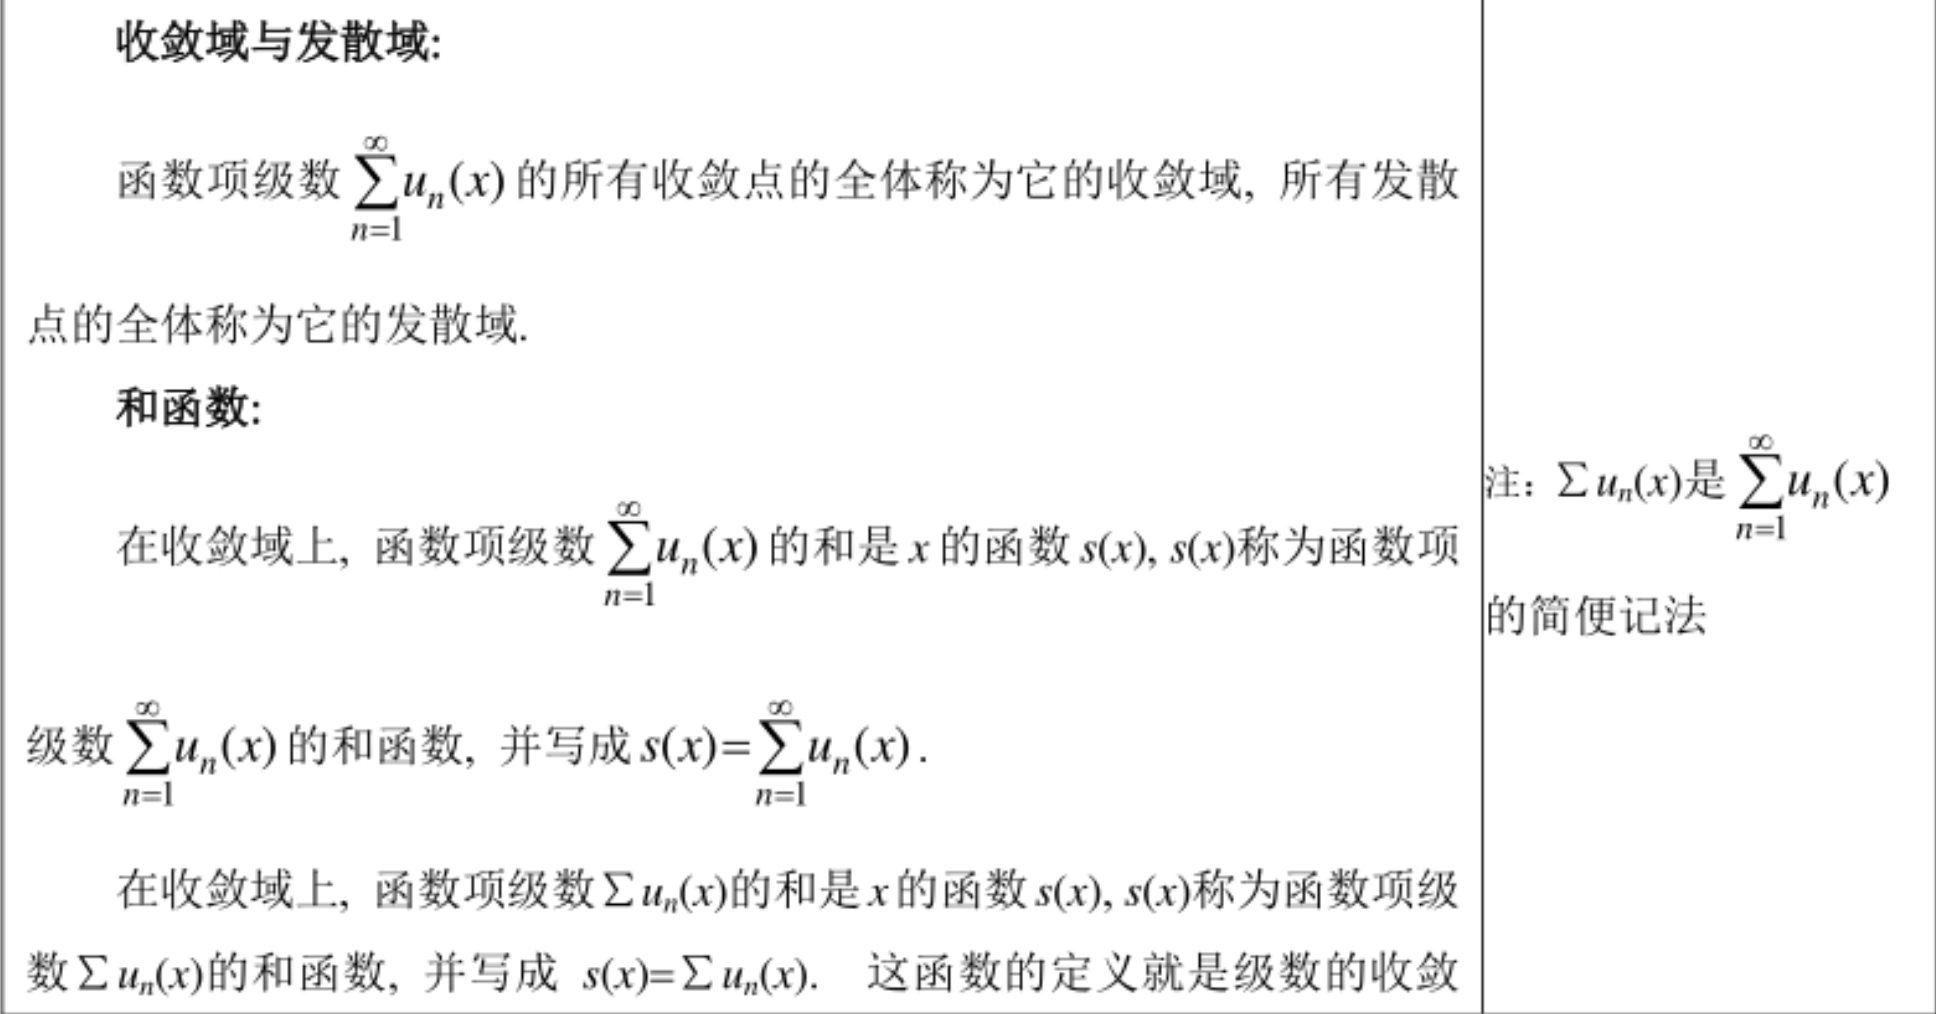 收敛域与发散域:
函数项级数 $\sum_{n=1}^{\infty} u_n(x)$ 的所有收敛点的全体称为它的收敛域, 所有发散
点的全体称为它的发散域.
和函数:
在收敛域上, 函数项级数 $\sum_{n=1}^{\infty} u_n(x)$ 的和是 x 的函数 s(x), s(x)称为函数项
级数 $\sum_{n=1}^{\infty} u_n(x)$ 的和函数, 并写成 $s(x)=\sum_{n=1}^{\infty} u_n(x)$.
在收敛域上, 函数项级数∑$u_n(x)$的和是 x 的函数 s(x), s(x)称为函数项级
数∑$u_n(x)$的和函数, 并写成 s(x)=∑$u_n(x)$. 这函数的定义就是级数的收敛
注：∑$u_n(x)$是 $\sum_{n=1}^{\infty} u_n(x)$
的简便记法